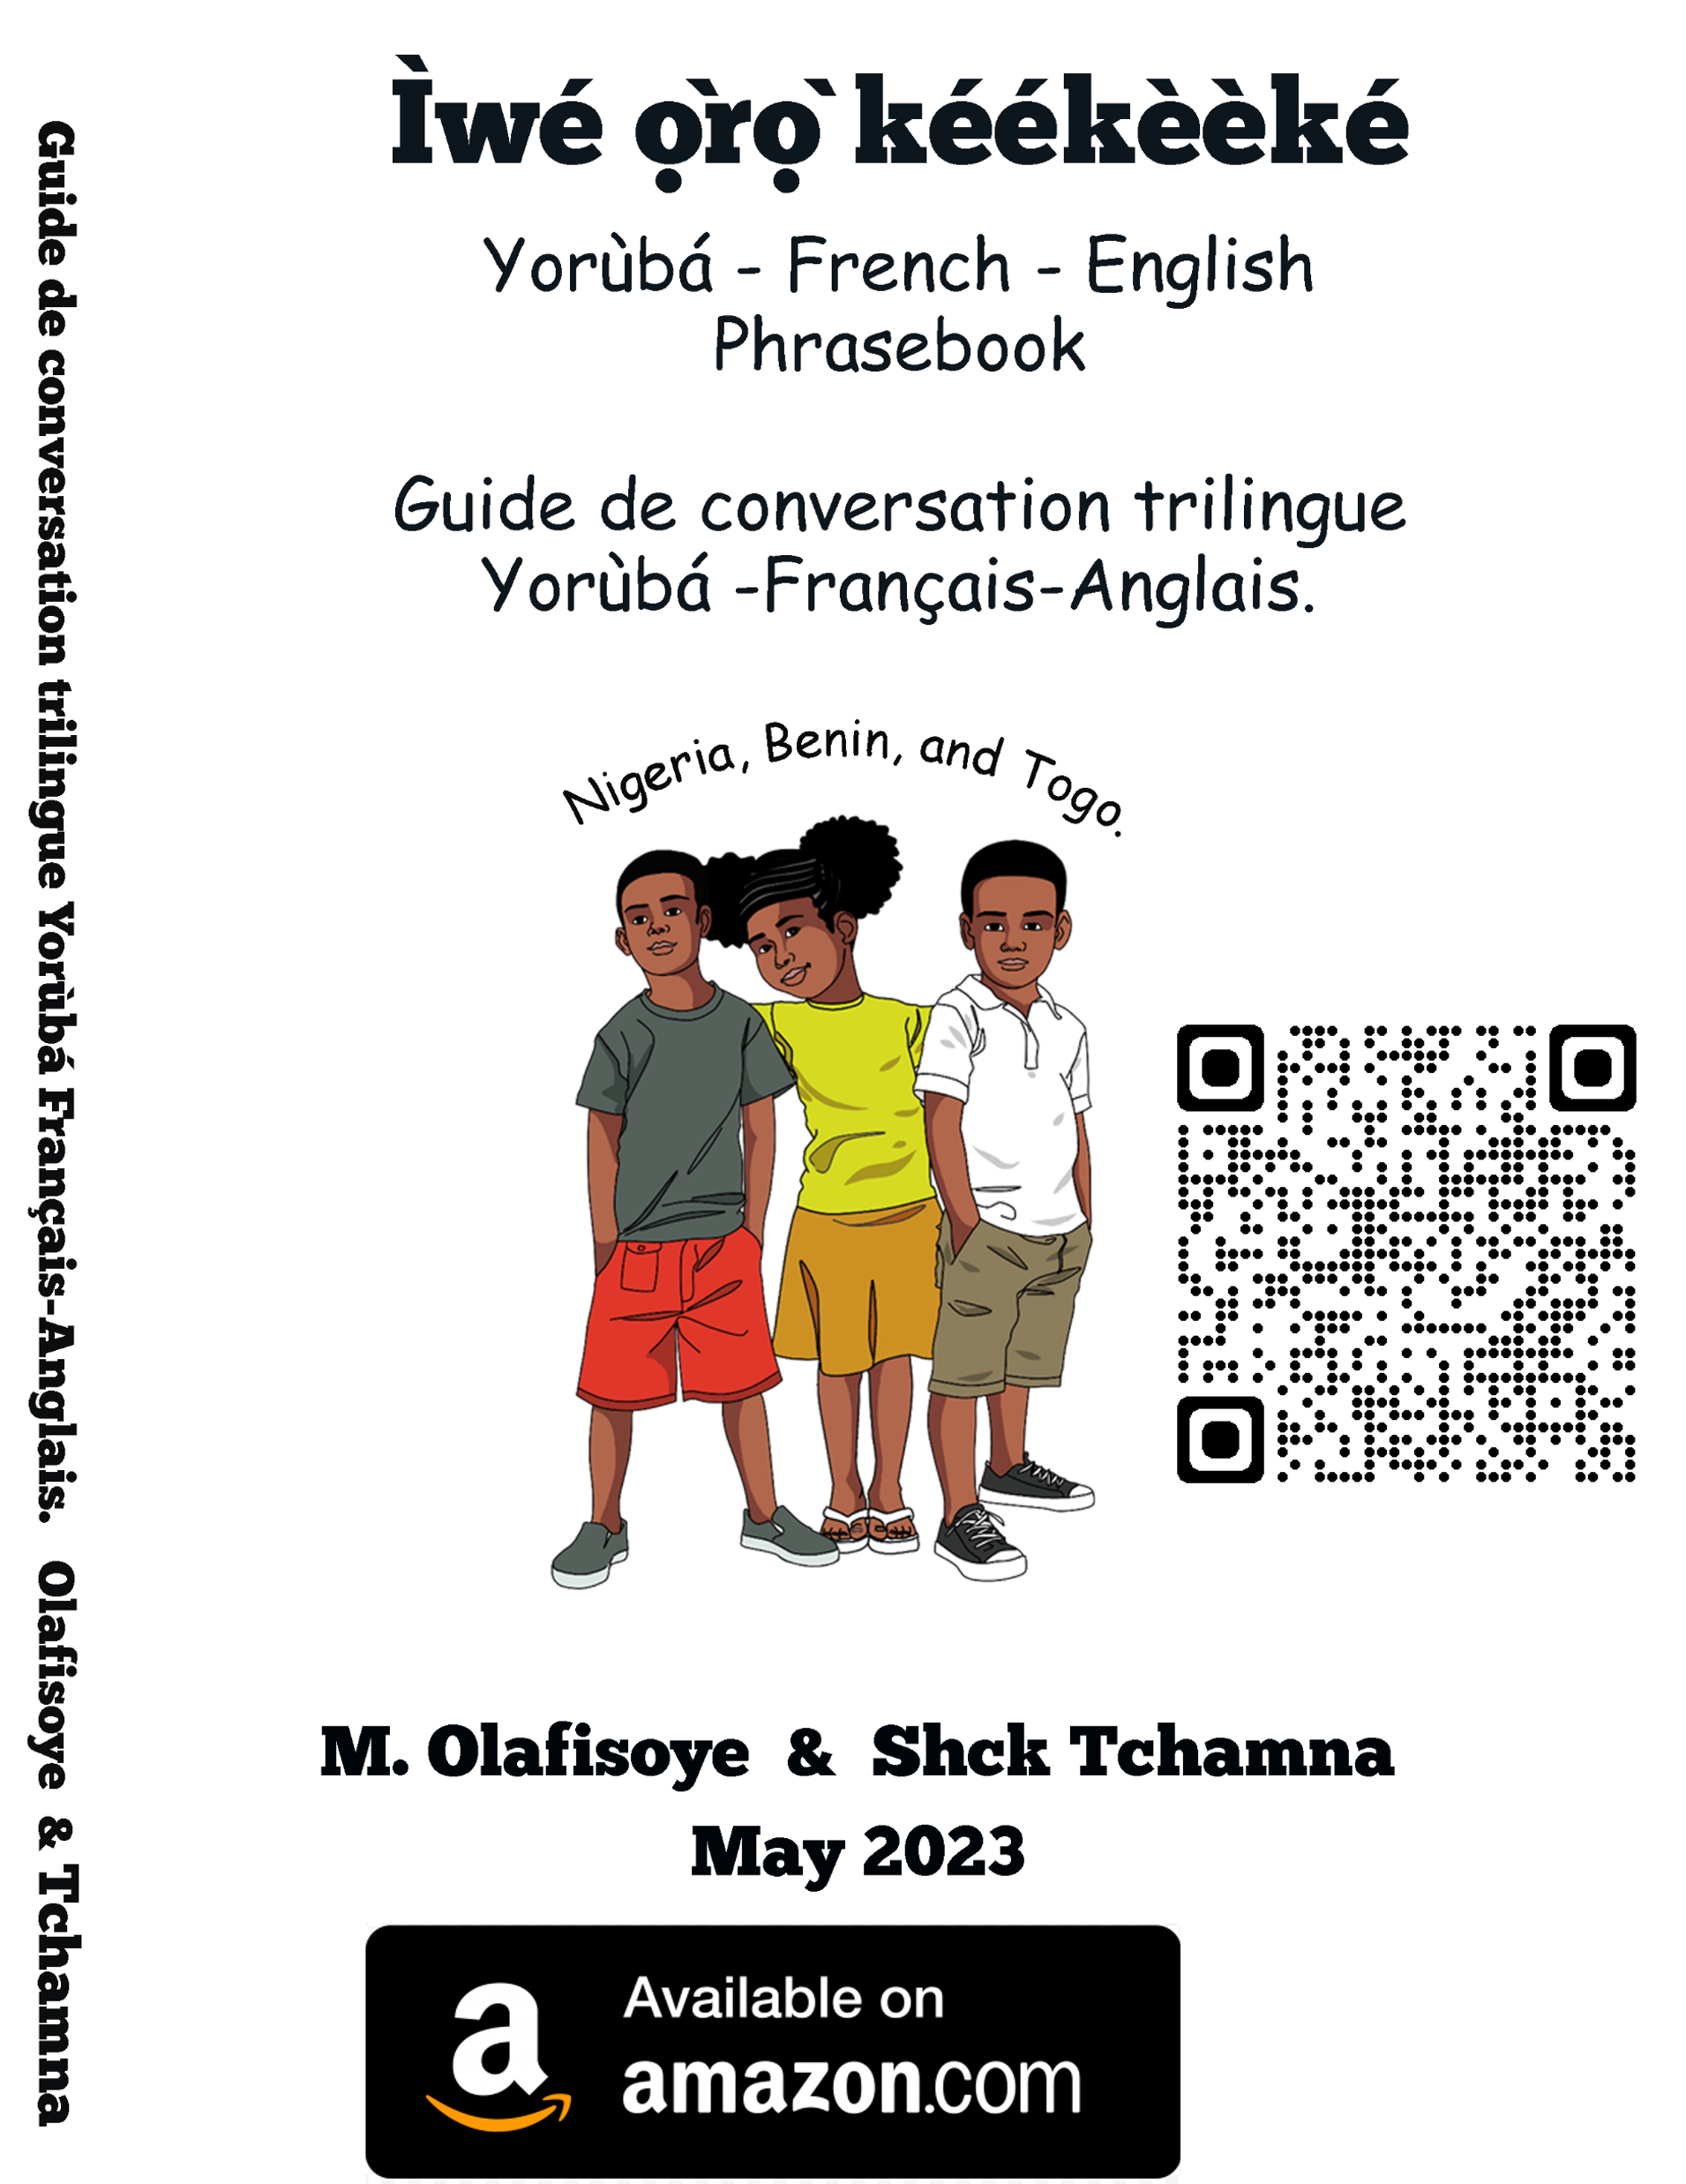 Ìwé ọ̀rọ̀ kéékèèké
Yorùbá - French - English
Phrasebook
Guide de conversation trilingue
Yorùbá -Français-Anglais.
Nigeria, Benin, and Togo.
M. Olafisoye & Shck Tchamna
May 2023
Available on
amazon.com
Guide de conversation trilingue Yorùbá Français-Anglais. Olafisoye & Tchamna